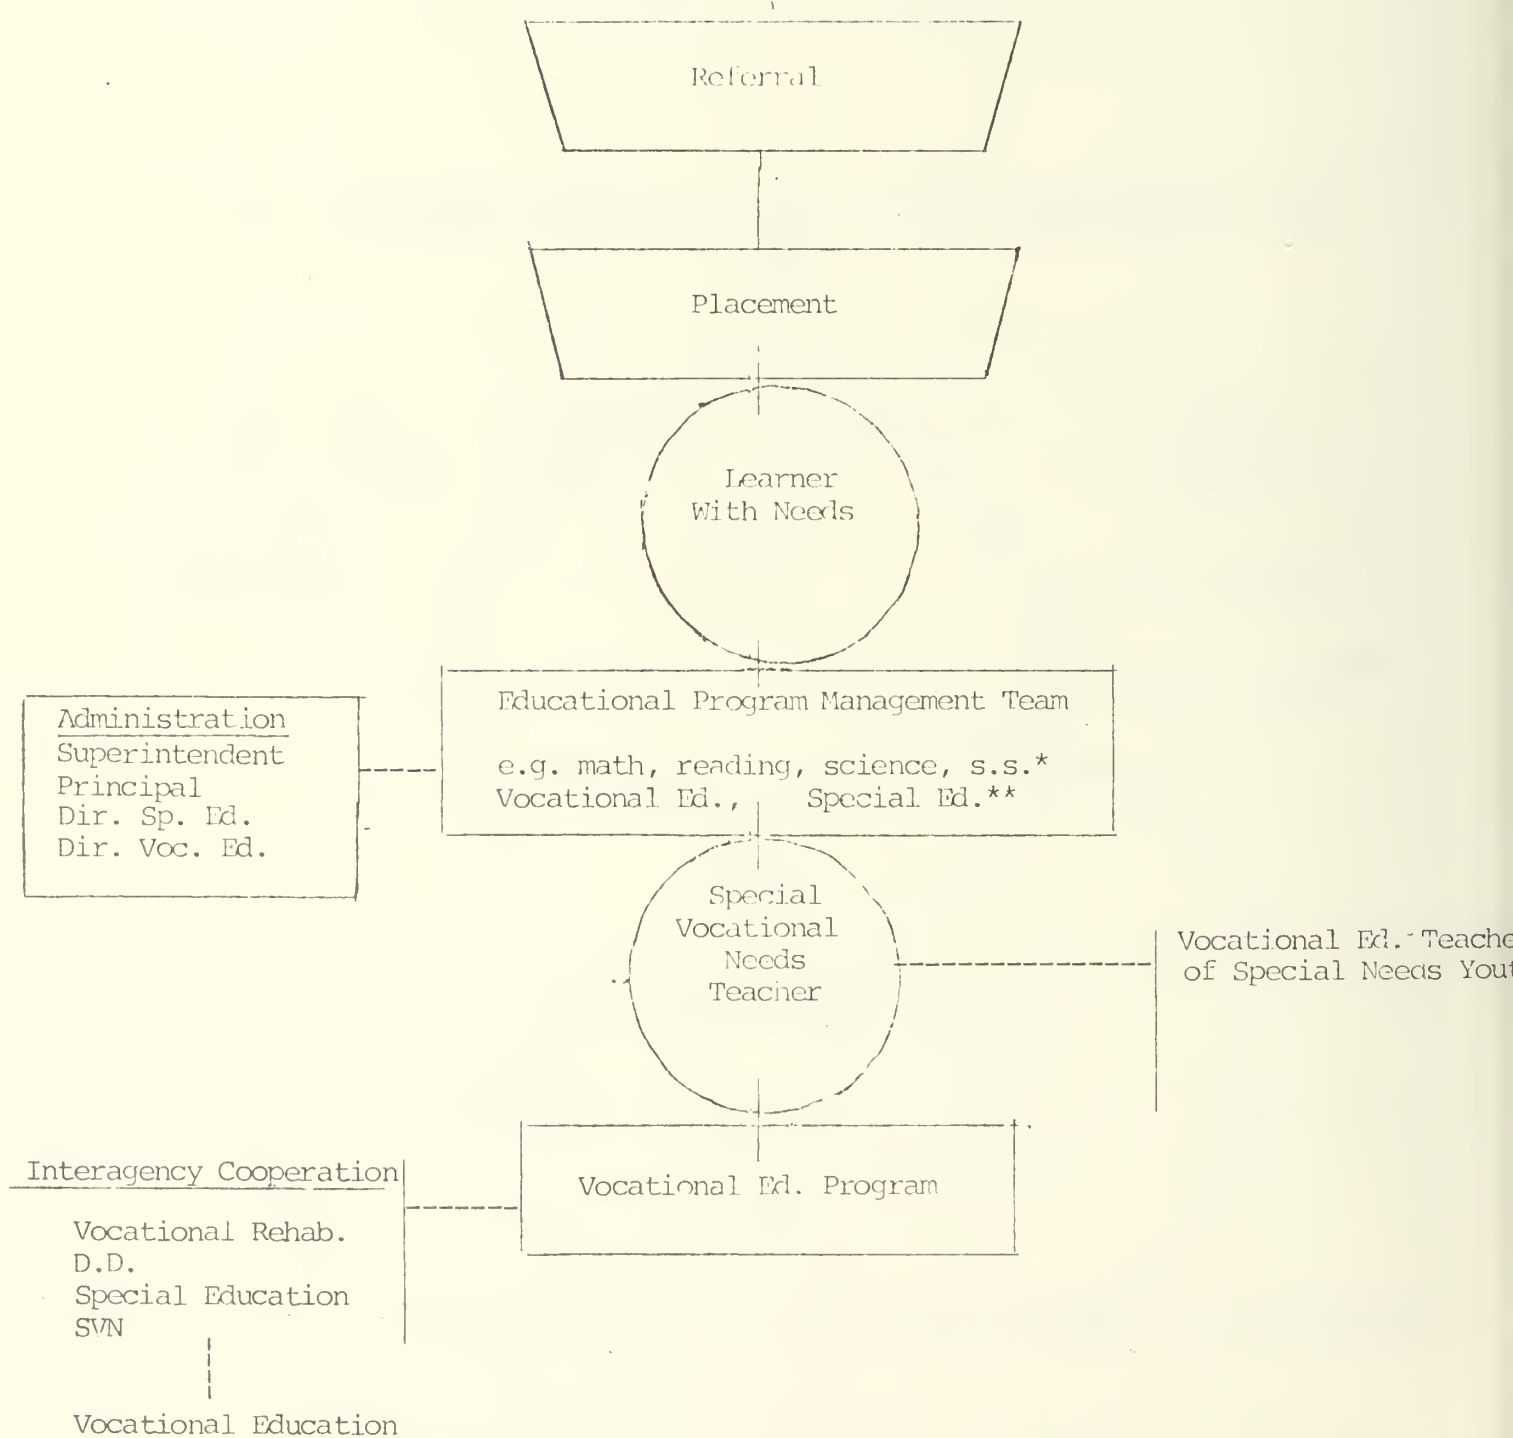 Referral
Placement
Learner
With Needs
Educational Program Management Team
e.g. math, reading, science, s.s.*
Vocational Ed., Special Ed.**
Administration
Superintendent
Principal
Dir. Sp. Ed.
Dir. Voc. Ed.
Special
Vocational
Needs
Teacher
Vocational Ed. Teache
of Special Needs Yout
Vocational Ed. Program
Interagency Cooperation
Vocational Rehab.
D.D.
Special Education
SVN
Vocational Education